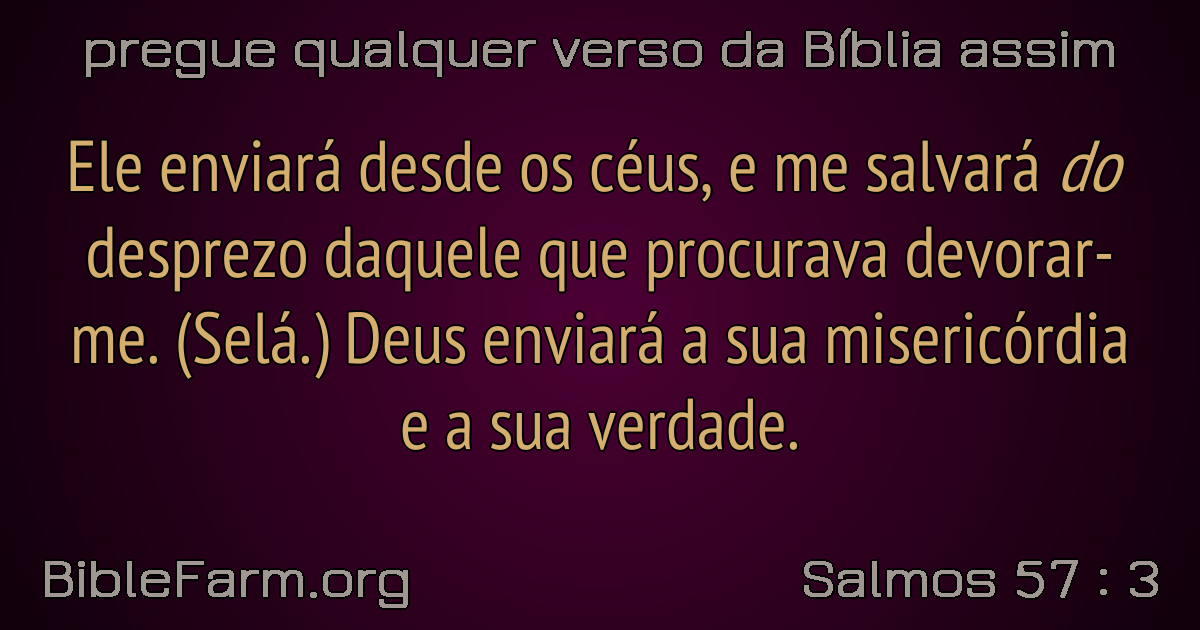 pregue qualquer verso da Bíblia assim
Ele enviará desde os céus, e me salvará do
desprezo daquele que procurava devorar-
me. (Selá.) Deus enviará a sua misericórdia
e a sua verdade.
BibleFarm.org
Salmos 57 : 3